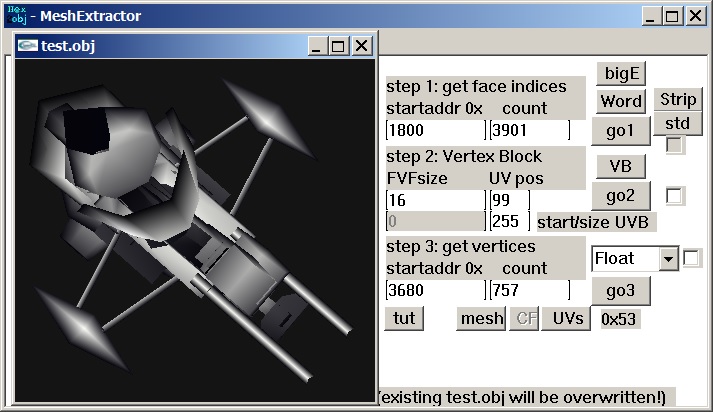 Hex
obj - MeshExtractor
test.obj
step 1: get face indices
startaddr 0x count
1800 3901
bigE
Word
go1
Strip
std
step 2: Vertex Block
FVFsize UV pos
16 99
0 255 start/size UVB
VB
go2
step 3: get vertices
startaddr 0x count
3680 757
Float
go3
tut mesh CF UVs 0x53
(existing test.obj will be overwritten!)